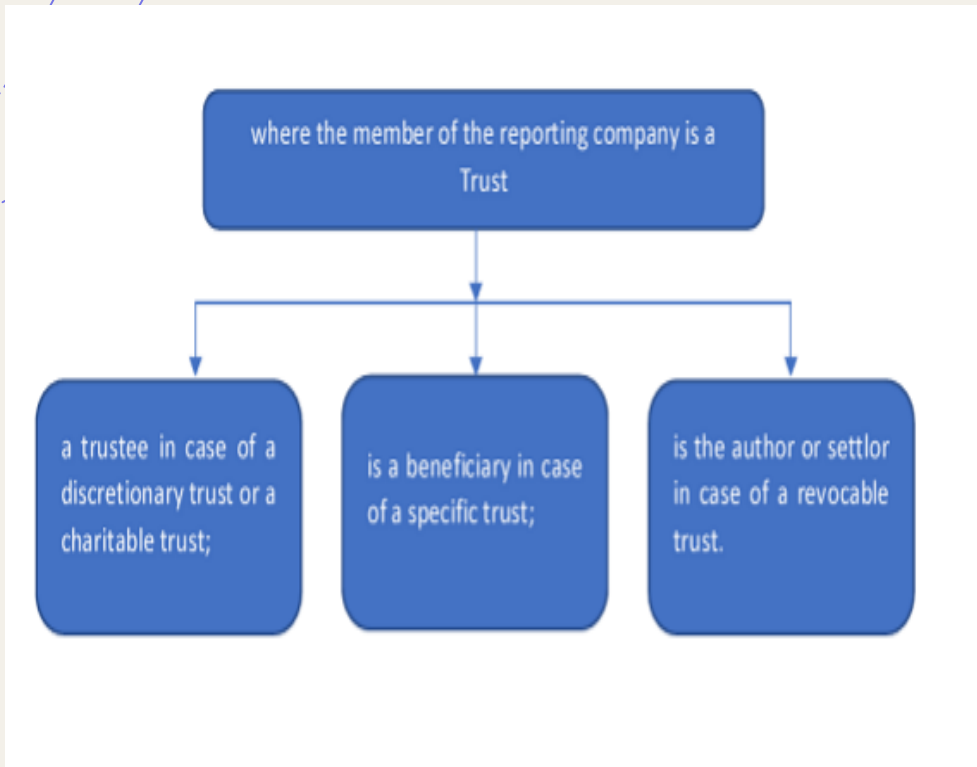 where the member of the reporting company is a
Trust
a trustee in case of a
discretionary trust or a
charitable trust;
is a beneficiary in case
of a specific trust;
is the author or settlor
in case of a revocable
trust.